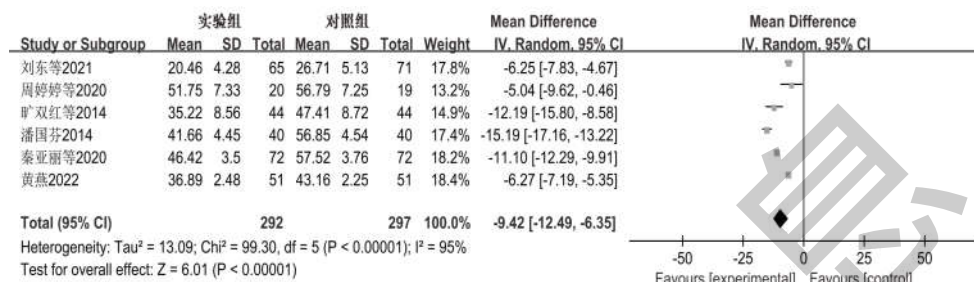 实验组 对照组 Mean Difference Mean Difference
Study or Subgroup Mean SD Total Mean SD Total Weight IV, Random, 95% CI IV, Random, 95% CI
刘东等2021 20.46 4.28 65 26.71 5.13 71 17.8% -6.25 [-7.83, -4.67]
周婷婷等2020 51.75 7.33 20 56.79 7.25 19 13.2% -5.04 [-9.62, -0.46]
旷双红等2014 35.22 8.56 44 47.41 8.72 44 14.9% -12.19 [-15.80, -8.58]
潘国芬2014 41.66 4.45 40 56.85 4.54 40 17.4% -15.19 [-17.16, -13.22]
秦亚丽等2020 46.42 3.5 72 57.52 3.76 72 18.2% -11.10 [-12.29, -9.91]
黄燕2022 36.89 2.48 51 43.16 2.25 51 18.4% -6.27 [-7.19, -5.35]
Total (95% CI) 292 297 100.0% -9.42 [-12.49, -6.35]
Heterogeneity: Tau² = 13.09; Chi² = 99.30, df = 5 (P < 0.00001); I² = 95%
Test for overall effect: Z = 6.01 (P < 0.00001)
-50 -25 0 25 50
Favours [experimental] Favours [control]